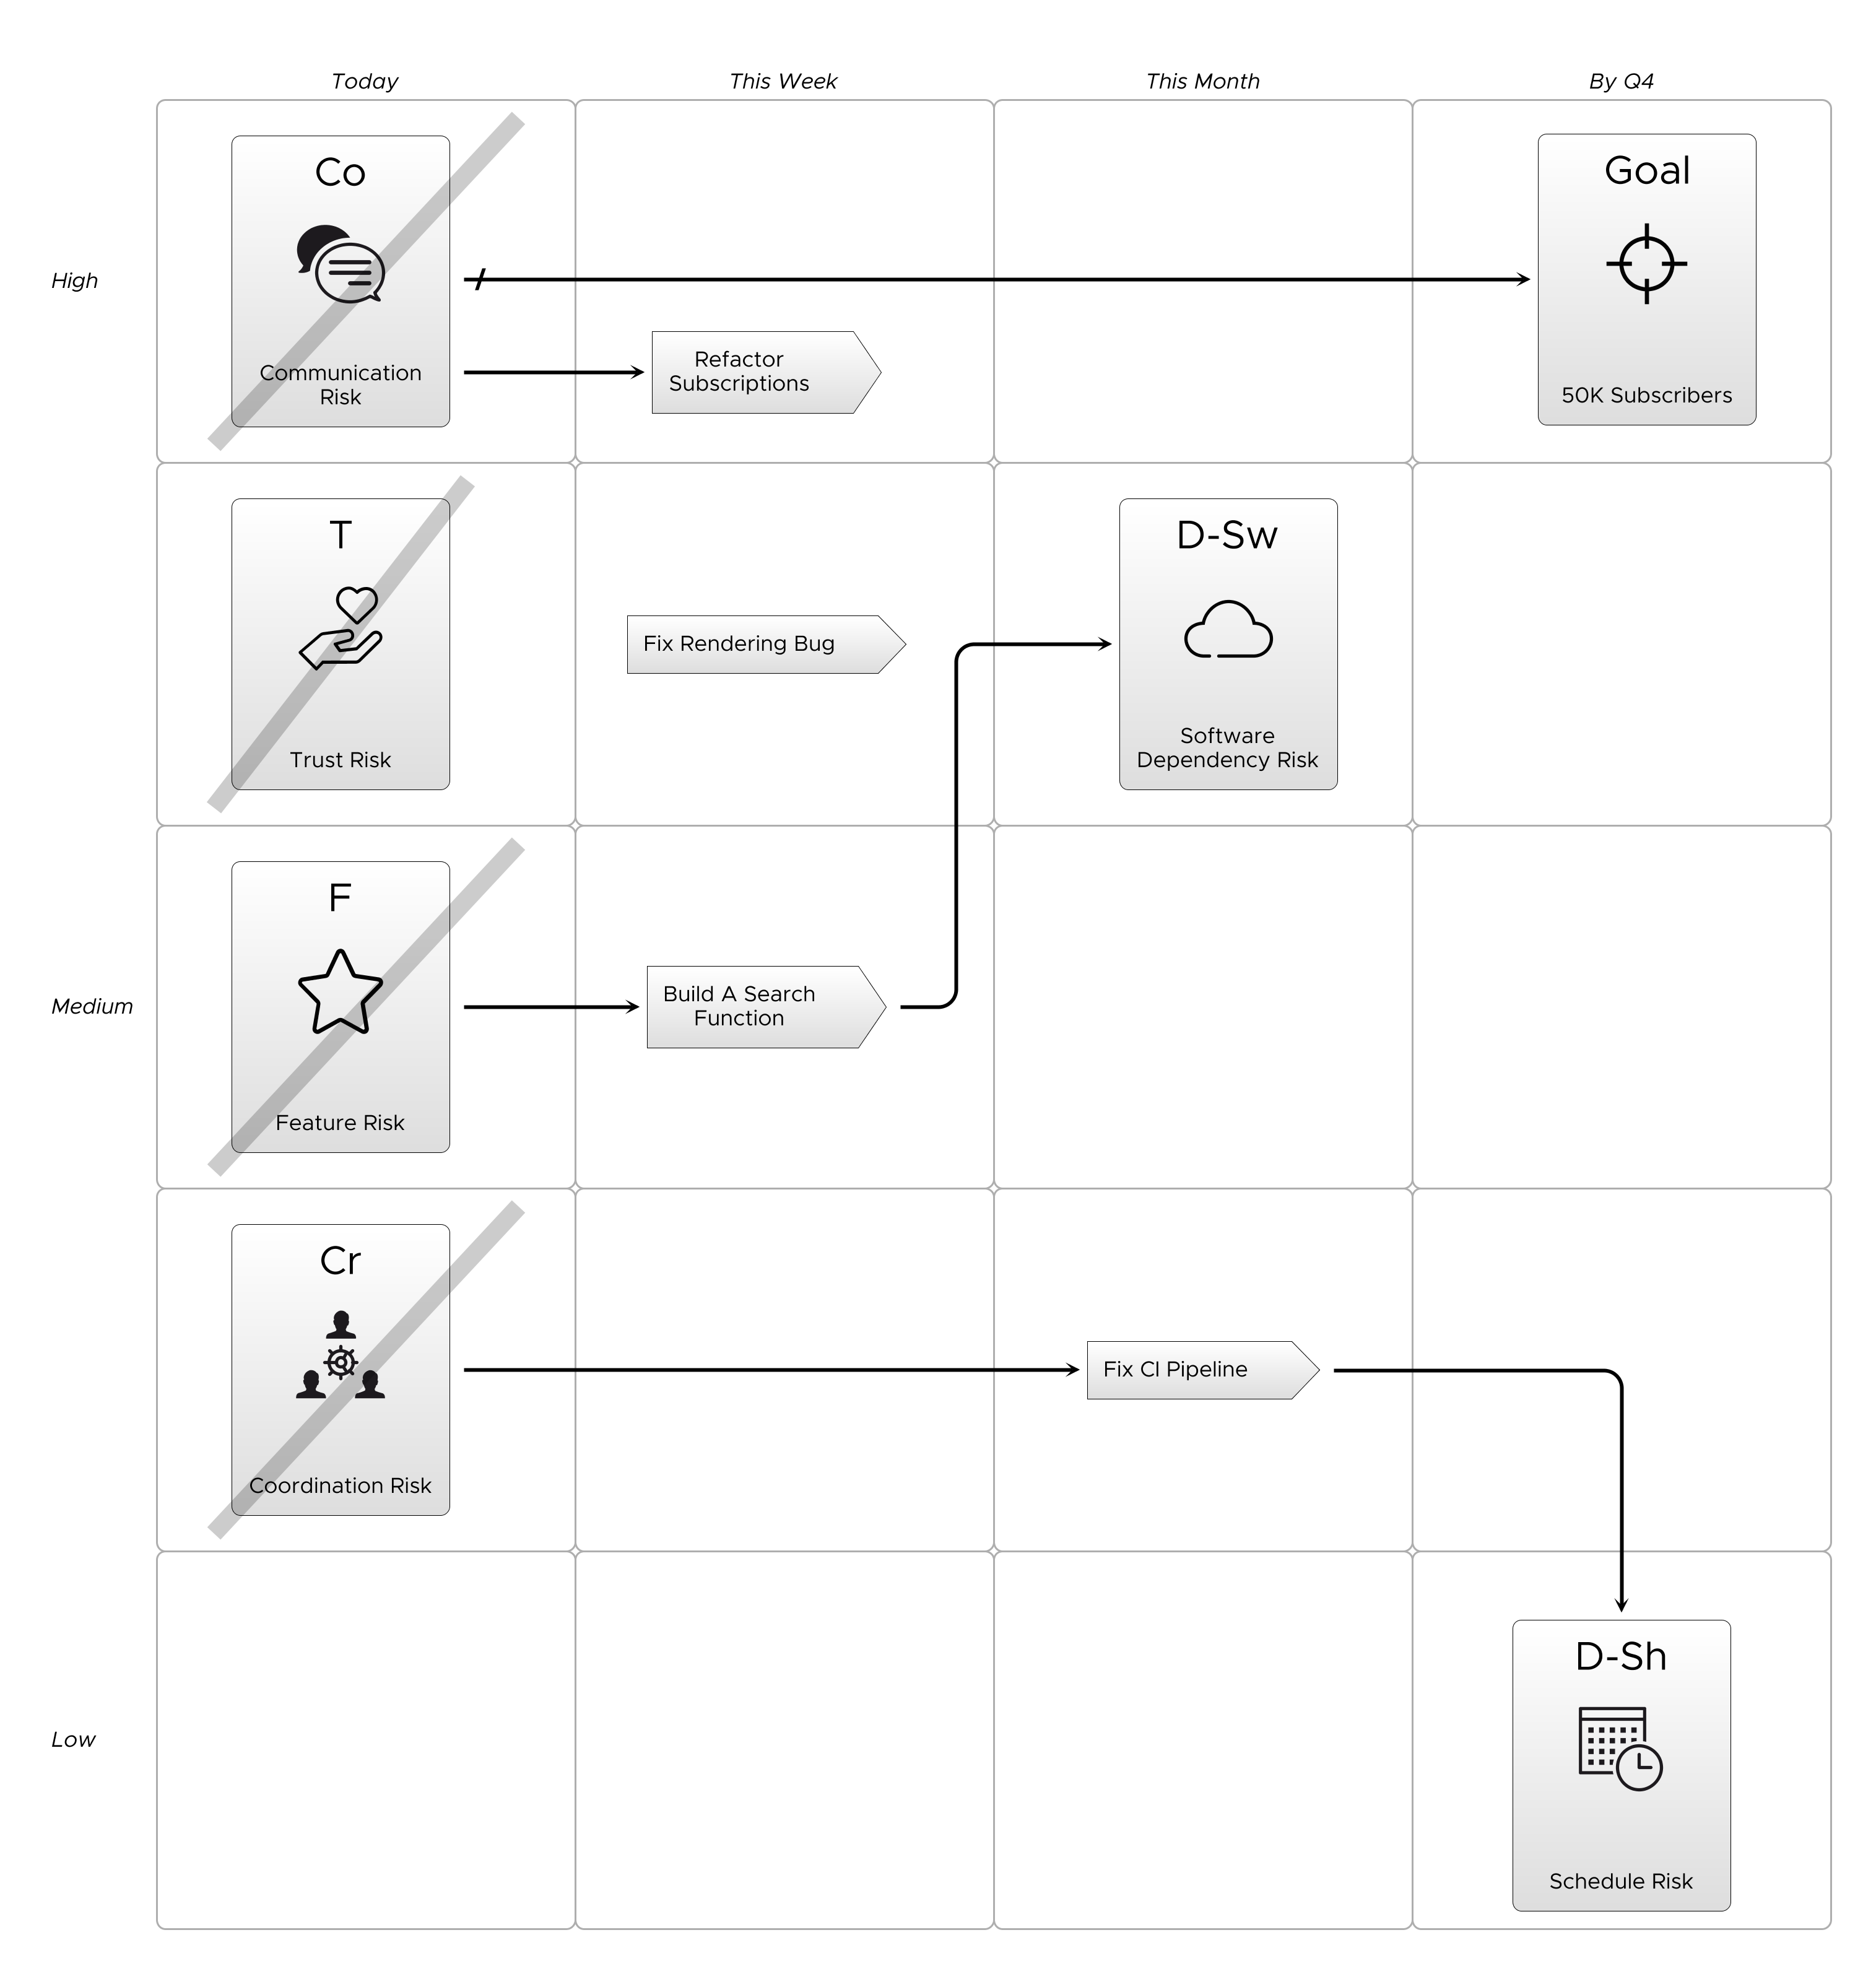 Today
This Week
This Month
By Q4
High
Co
Communication
Risk
Refactor
Subscriptions
Goal
50K Subscribers
T
Trust Risk
Fix Rendering Bug
D-Sw
Software
Dependency Risk
Medium
F
Feature Risk
Build A Search
Function
Cr
Coordination Risk
Fix CI Pipeline
Low
D-Sh
Schedule Risk